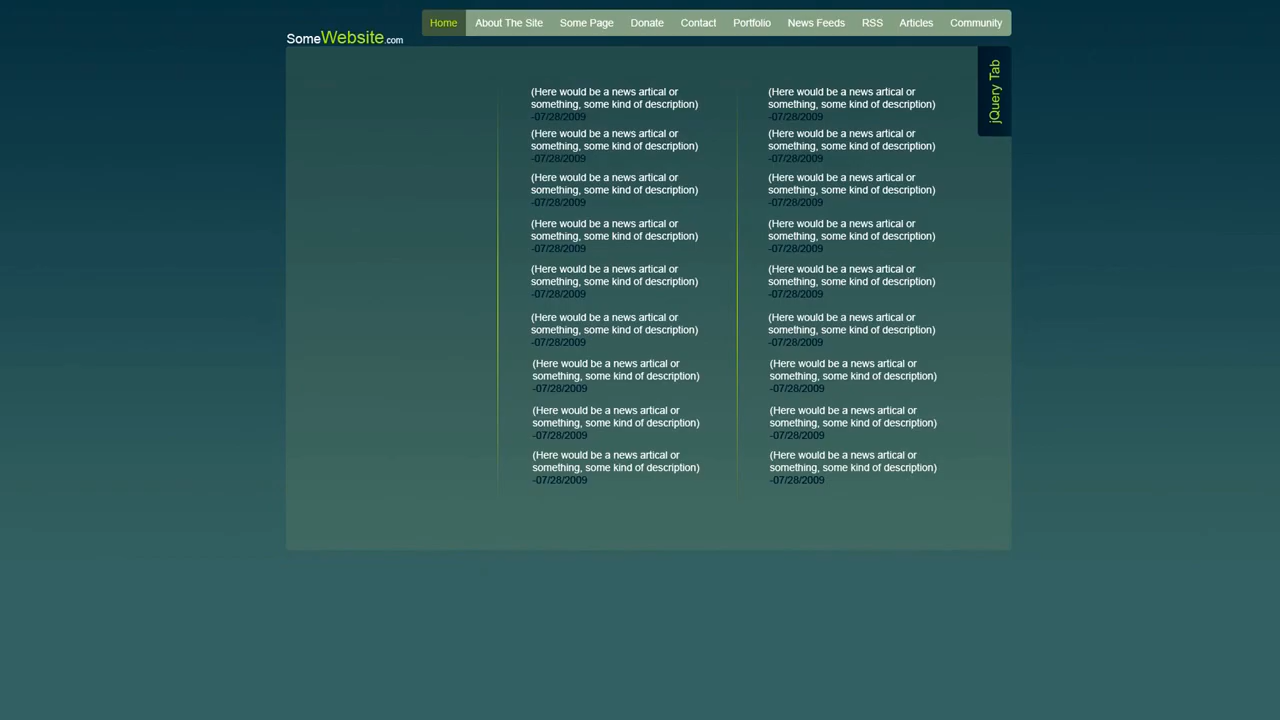 Home About The Site Some Page Donate Contact Portfolio News Feeds RSS Articles Community
SomeWebsite.com
jQuery Tab
(Here would be a news artical or
something, some kind of description)
-07/28/2009
(Here would be a news artical or
something, some kind of description)
-07/28/2009
(Here would be a news artical or
something, some kind of description)
-07/28/2009
(Here would be a news artical or
something, some kind of description)
-07/28/2009
(Here would be a news artical or
something, some kind of description)
-07/28/2009
(Here would be a news artical or
something, some kind of description)
-07/28/2009
(Here would be a news artical or
something, some kind of description)
-07/28/2009
(Here would be a news artical or
something, some kind of description)
-07/28/2009
(Here would be a news artical or
something, some kind of description)
-07/28/2009
(Here would be a news artical or
something, some kind of description)
-07/28/2009
(Here would be a news artical or
something, some kind of description)
-07/28/2009
(Here would be a news artical or
something, some kind of description)
-07/28/2009
(Here would be a news artical or
something, some kind of description)
-07/28/2009
(Here would be a news artical or
something, some kind of description)
-07/28/2009
(Here would be a news artical or
something, some kind of description)
-07/28/2009
(Here would be a news artical or
something, some kind of description)
-07/28/2009
(Here would be a news artical or
something, some kind of description)
-07/28/2009
(Here would be a news artical or
something, some kind of description)
-07/28/2009